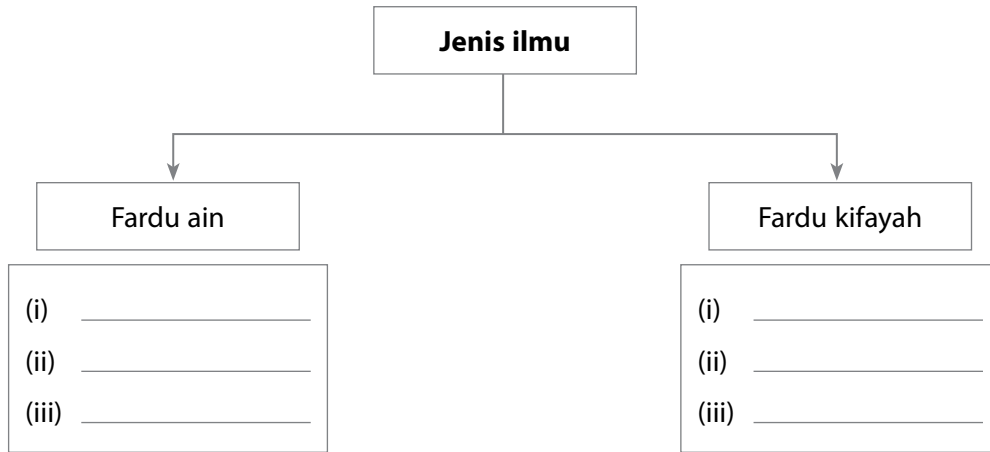 Jenis ilmu
Fardu ain
Fardu kifayah
(i)
(ii)
(iii)
(i)
(ii)
(iii)